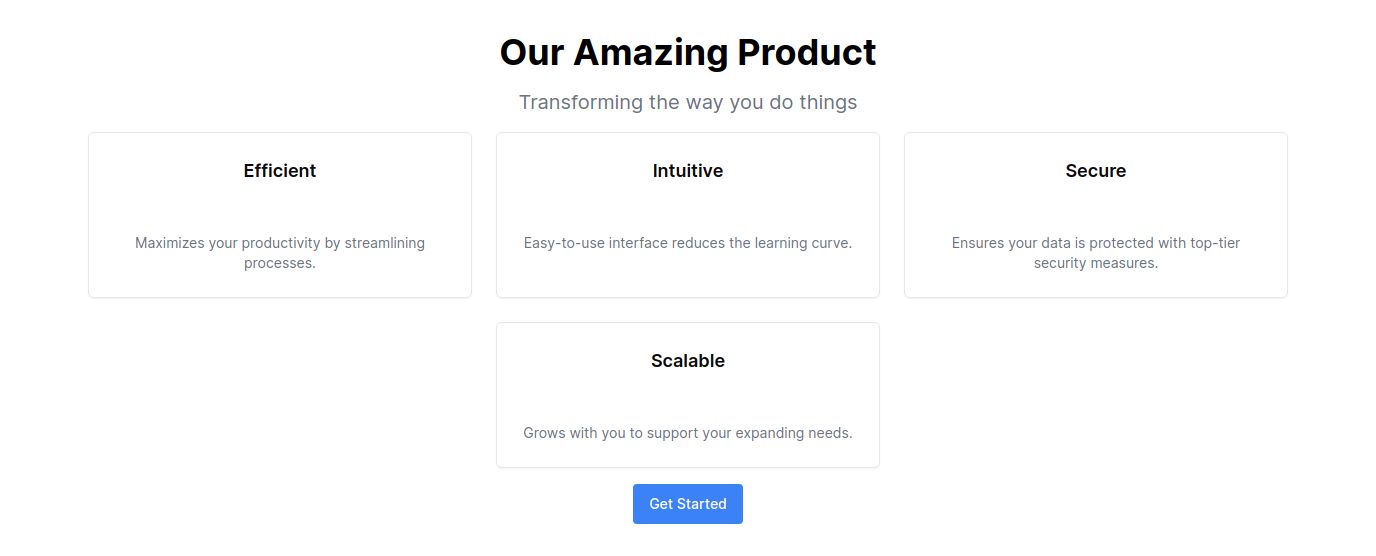 Our Amazing Product
Transforming the way you do things
Efficient
Maximizes your productivity by streamlining
processes.
Intuitive
Easy-to-use interface reduces the learning curve.
Secure
Ensures your data is protected with top-tier
security measures.
Scalable
Grows with you to support your expanding needs.
Get Started